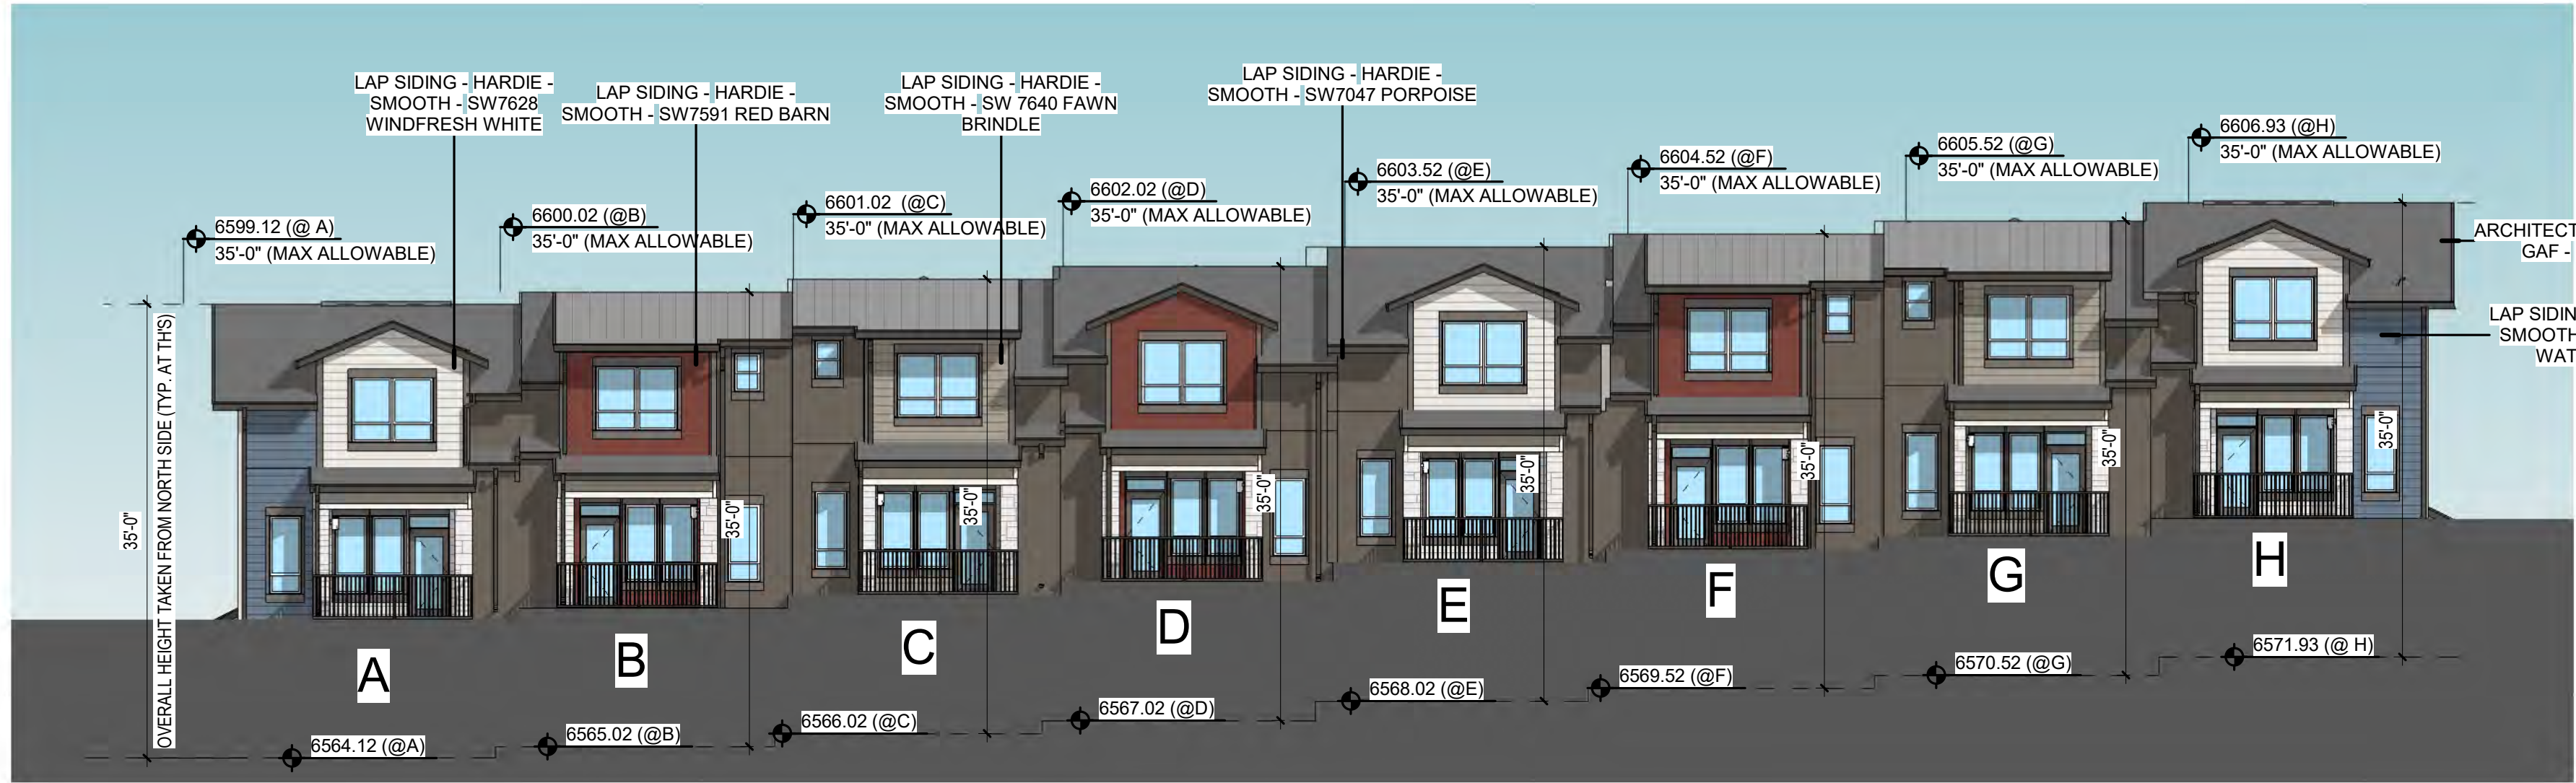 LAP SIDING - HARDIE -
SMOOTH - SW7628
WINDFRESH WHITE
LAP SIDING - HARDIE -
SMOOTH - SW7591 RED BARN
LAP SIDING - HARDIE -
SMOOTH - SW 7640 FAWN
BRINDLE
LAP SIDING - HARDIE -
SMOOTH - SW7047 PORPOISE
6599.12 (@ A)
35'-0" (MAX ALLOWABLE)
6600.02 (@B)
35'-0" (MAX ALLOWABLE)
6601.02 (@C)
35'-0" (MAX ALLOWABLE)
6602.02 (@D)
35'-0" (MAX ALLOWABLE)
6603.52 (@E)
35'-0" (MAX ALLOWABLE)
6604.52 (@F)
35'-0" (MAX ALLOWABLE)
6605.52 (@G)
35'-0" (MAX ALLOWABLE)
6606.93 (@H)
35'-0" (MAX ALLOWABLE)
ARCHITECT
GAF -
LAP SIDIN
SMOOTH
WAT
35'-0"
OVERALL HEIGHT TAKEN FROM NORTH SIDE (TYP. AT TH'S)
35'-0"
35'-0"
35'-0"
35'-0"
35'-0"
35'-0"
35'-0"
A
B
C
D
E
F
G
H
6564.12 (@A)
6565.02 (@B)
6566.02 (@C)
6567.02 (@D)
6568.02 (@E)
6569.52 (@F)
6570.52 (@G)
6571.93 (@ H)